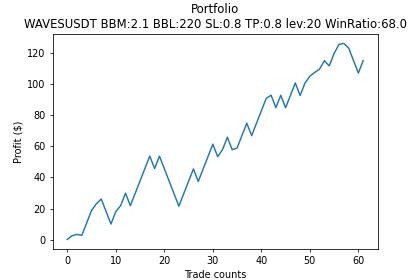 Portfolio
WAVESUSDT BBM:2.1 BBL:220 SL:0.8 TP:0.8 lev:20 WinRatio:68.0
Profit ($)
120
100
80
60
40
20
0
0 10 20 30 40 50 60
Trade counts